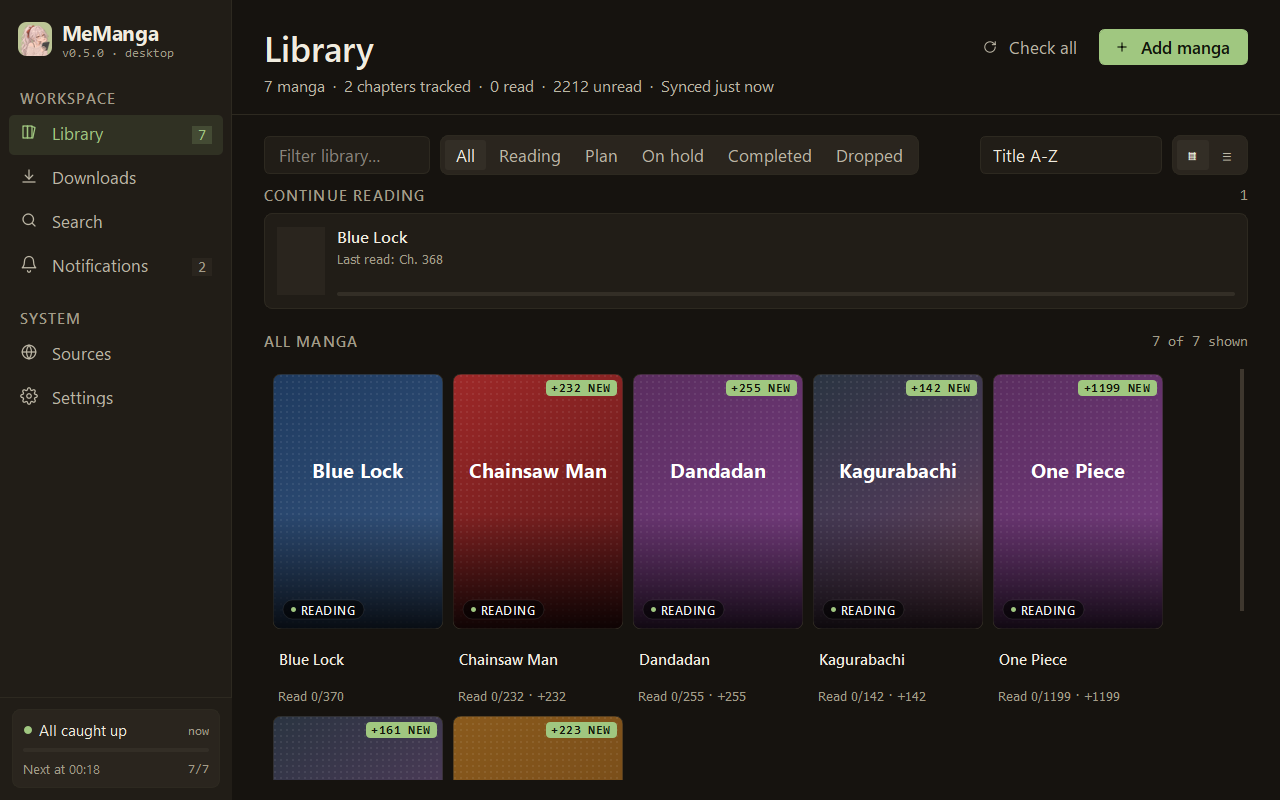 MeManga
v0.5.0 · desktop
WORKSPACE
Library 7
Downloads
Search
Notifications 2
SYSTEM
Sources
Settings
All caught up now
Next at 00:18 7/7
Library
7 manga · 2 chapters tracked · 0 read · 2212 unread · Synced just now
Check all
+ Add manga
Filter library...
All Reading Plan On hold Completed Dropped
Title A-Z
CONTINUE READING 1
Blue Lock
Last read: Ch. 368
ALL MANGA 7 of 7 shown
+232 NEW +255 NEW +142 NEW +1199 NEW
Blue Lock Chainsaw Man Dandadan Kagurabachi One Piece
READING READING READING READING READING
Blue Lock Chainsaw Man Dandadan Kagurabachi One Piece
Read 0/370 Read 0/232 · +232 Read 0/255 · +255 Read 0/142 · +142 Read 0/1199 · +1199
+161 NEW +223 NEW